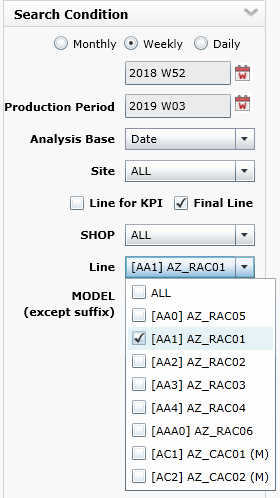 Search Condition
Monthly Weekly Daily
2018 W52 W
Production Period 2019 W03 W
Analysis Base Date
Site ALL
Line for KPI Final Line
SHOP ALL
Line [AA1] AZ_RAC01
MODEL
(except suffix)
ALL
[AA0] AZ_RAC05
[AA1] AZ_RAC01
[AA2] AZ_RAC02
[AA3] AZ_RAC03
[AA4] AZ_RAC04
[AAA0] AZ_RAC06
[AC1] AZ_CAC01 (M)
[AC2] AZ_CAC02 (M)